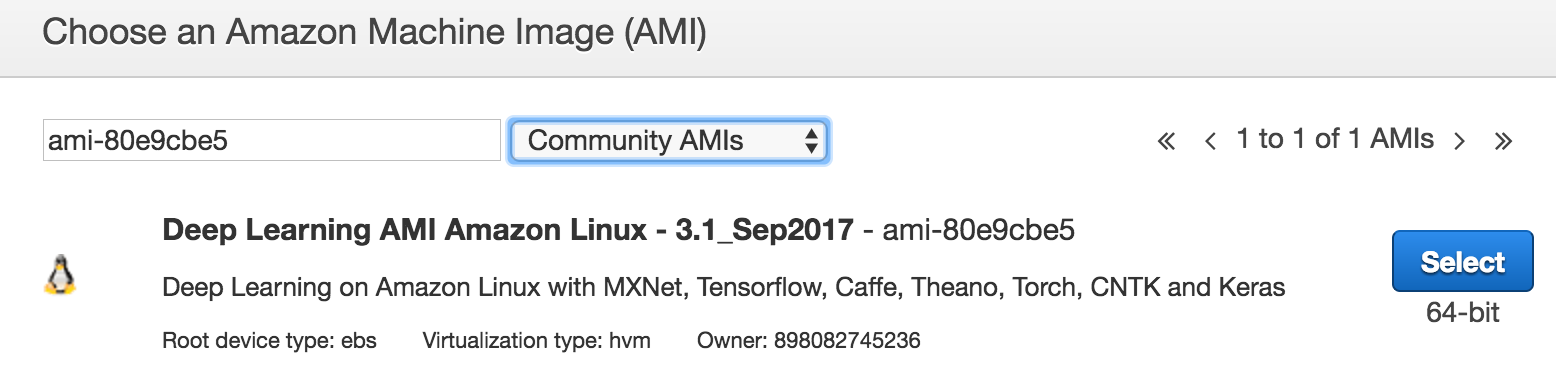 Choose an Amazon Machine Image (AMI)
ami-80e9cbe5 Community AMIs « < 1 to 1 of 1 AMIs > »
Deep Learning AMI Amazon Linux - 3.1_Sep2017 - ami-80e9cbe5
Select
Deep Learning on Amazon Linux with MXNet, Tensorflow, Caffe, Theano, Torch, CNTK and Keras
64-bit
Root device type: ebs Virtualization type: hvm Owner: 898082745236